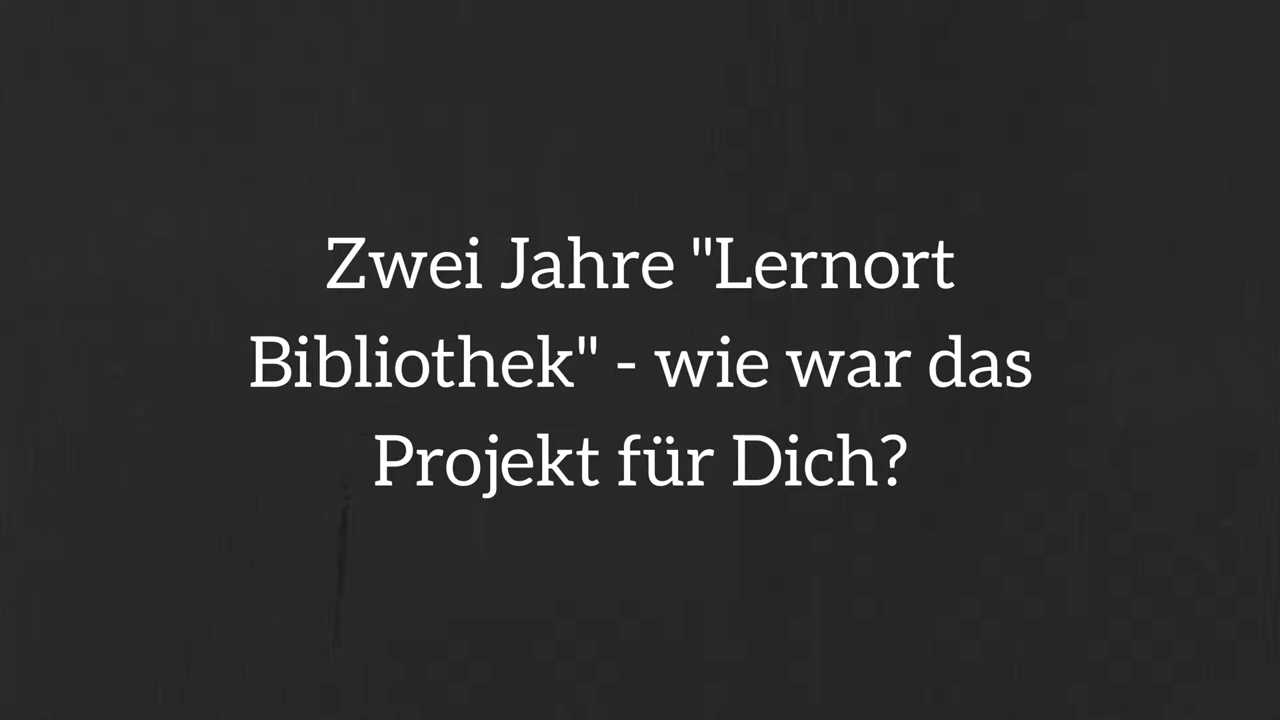 Zwei Jahre "Lernort
Bibliothek" - wie war das
Projekt für Dich?